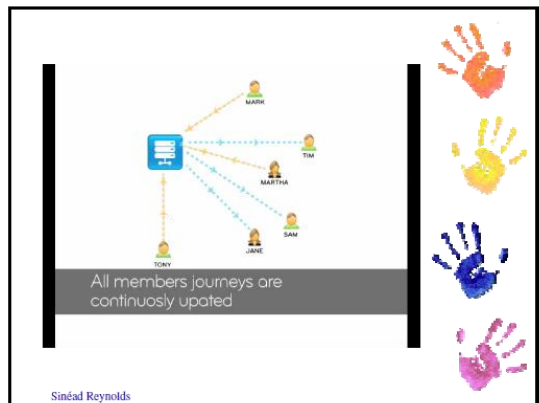 MARK
TIM
MARTHA
SAM
JANE
TONY
All members journeys are
continuosly upated
Sinéad Reynolds